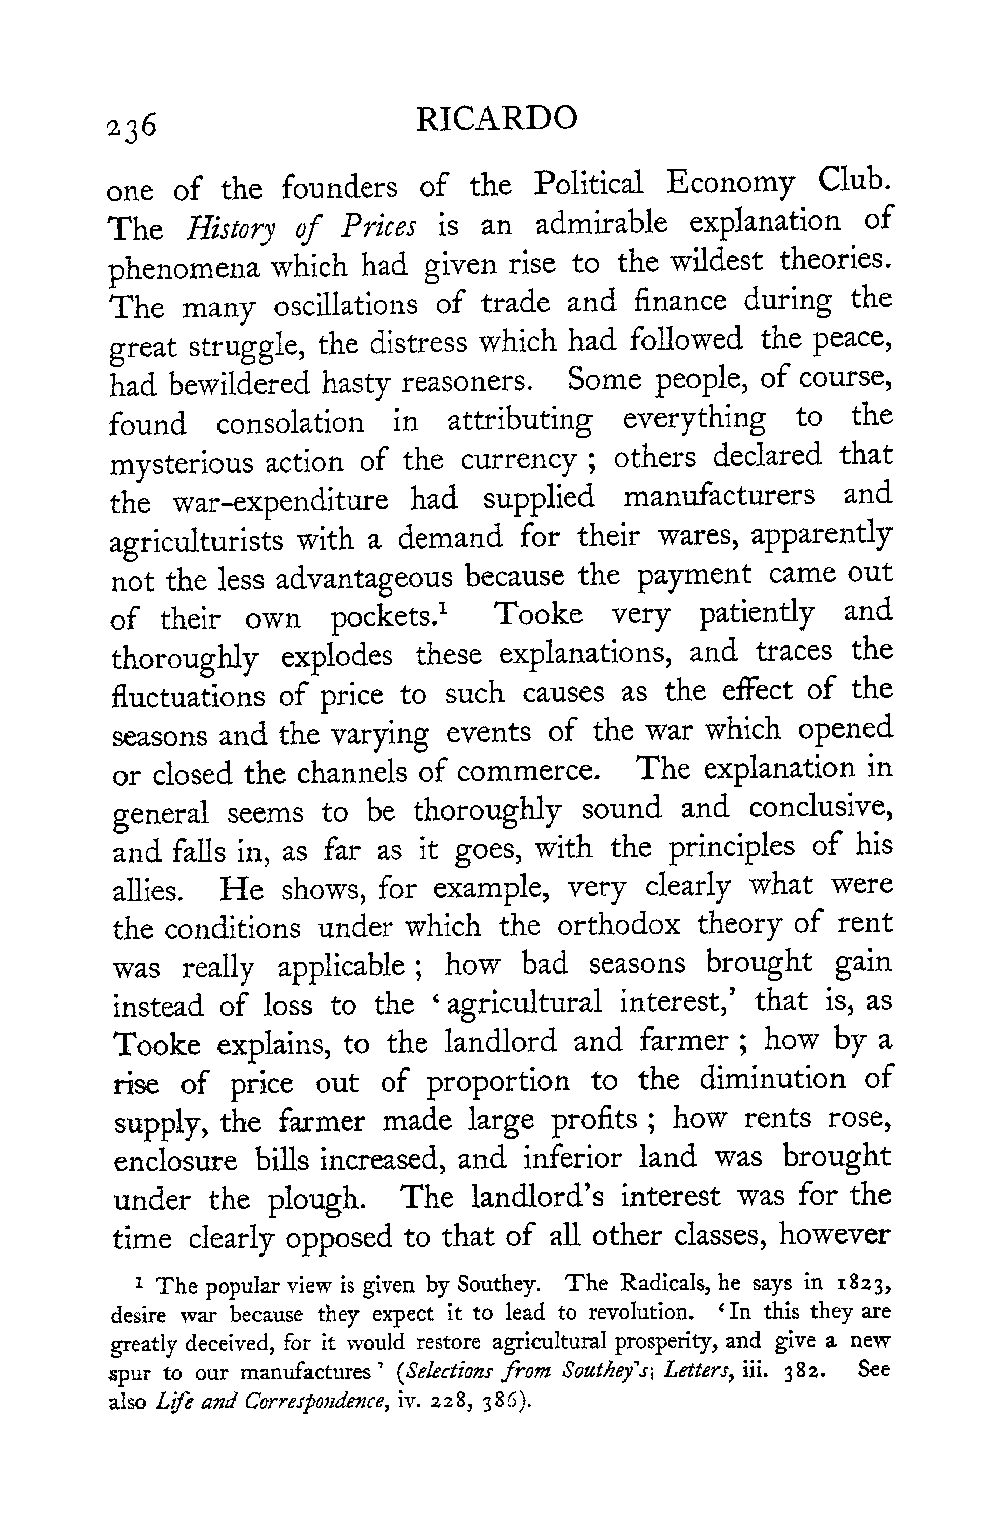 236 RICARDO
one of the founders of the Political Economy Club.
The History of Prices is an admirable explanation of
phenomena which had given rise to the wildest theories.
The many oscillations of trade and finance during the
great struggle, the distress which had followed the peace,
had bewildered hasty reasoners. Some people, of course,
found consolation in attributing everything to the
mysterious action of the currency ; others declared that
the war-expenditure had supplied manufacturers and
agriculturists with a demand for their wares, apparently
not the less advantageous because the payment came out
of their own pockets.¹ Tooke very patiently and
thoroughly explodes these explanations, and traces the
fluctuations of price to such causes as the effect of the
seasons and the varying events of the war which opened
or closed the channels of commerce. The explanation in
general seems to be thoroughly sound and conclusive,
and falls in, as far as it goes, with the principles of his
allies. He shows, for example, very clearly what were
the conditions under which the orthodox theory of rent
was really applicable ; how bad seasons brought gain
instead of loss to the ‘agricultural interest,’ that is, as
Tooke explains, to the landlord and farmer ; how by a
rise of price out of proportion to the diminution of
supply, the farmer made large profits ; how rents rose,
enclosure bills increased, and inferior land was brought
under the plough. The landlord’s interest was for the
time clearly opposed to that of all other classes, however
¹ The popular view is given by Southey. The Radicals, he says in 1823,
desire war because they expect it to lead to revolution. ‘In this they are
greatly deceived, for it would restore agricultural prosperity, and give a new
spur to our manufactures’ (Selections from Southey’s Letters, iii. 382. See
also Life and Correspondence, iv. 228, 386).